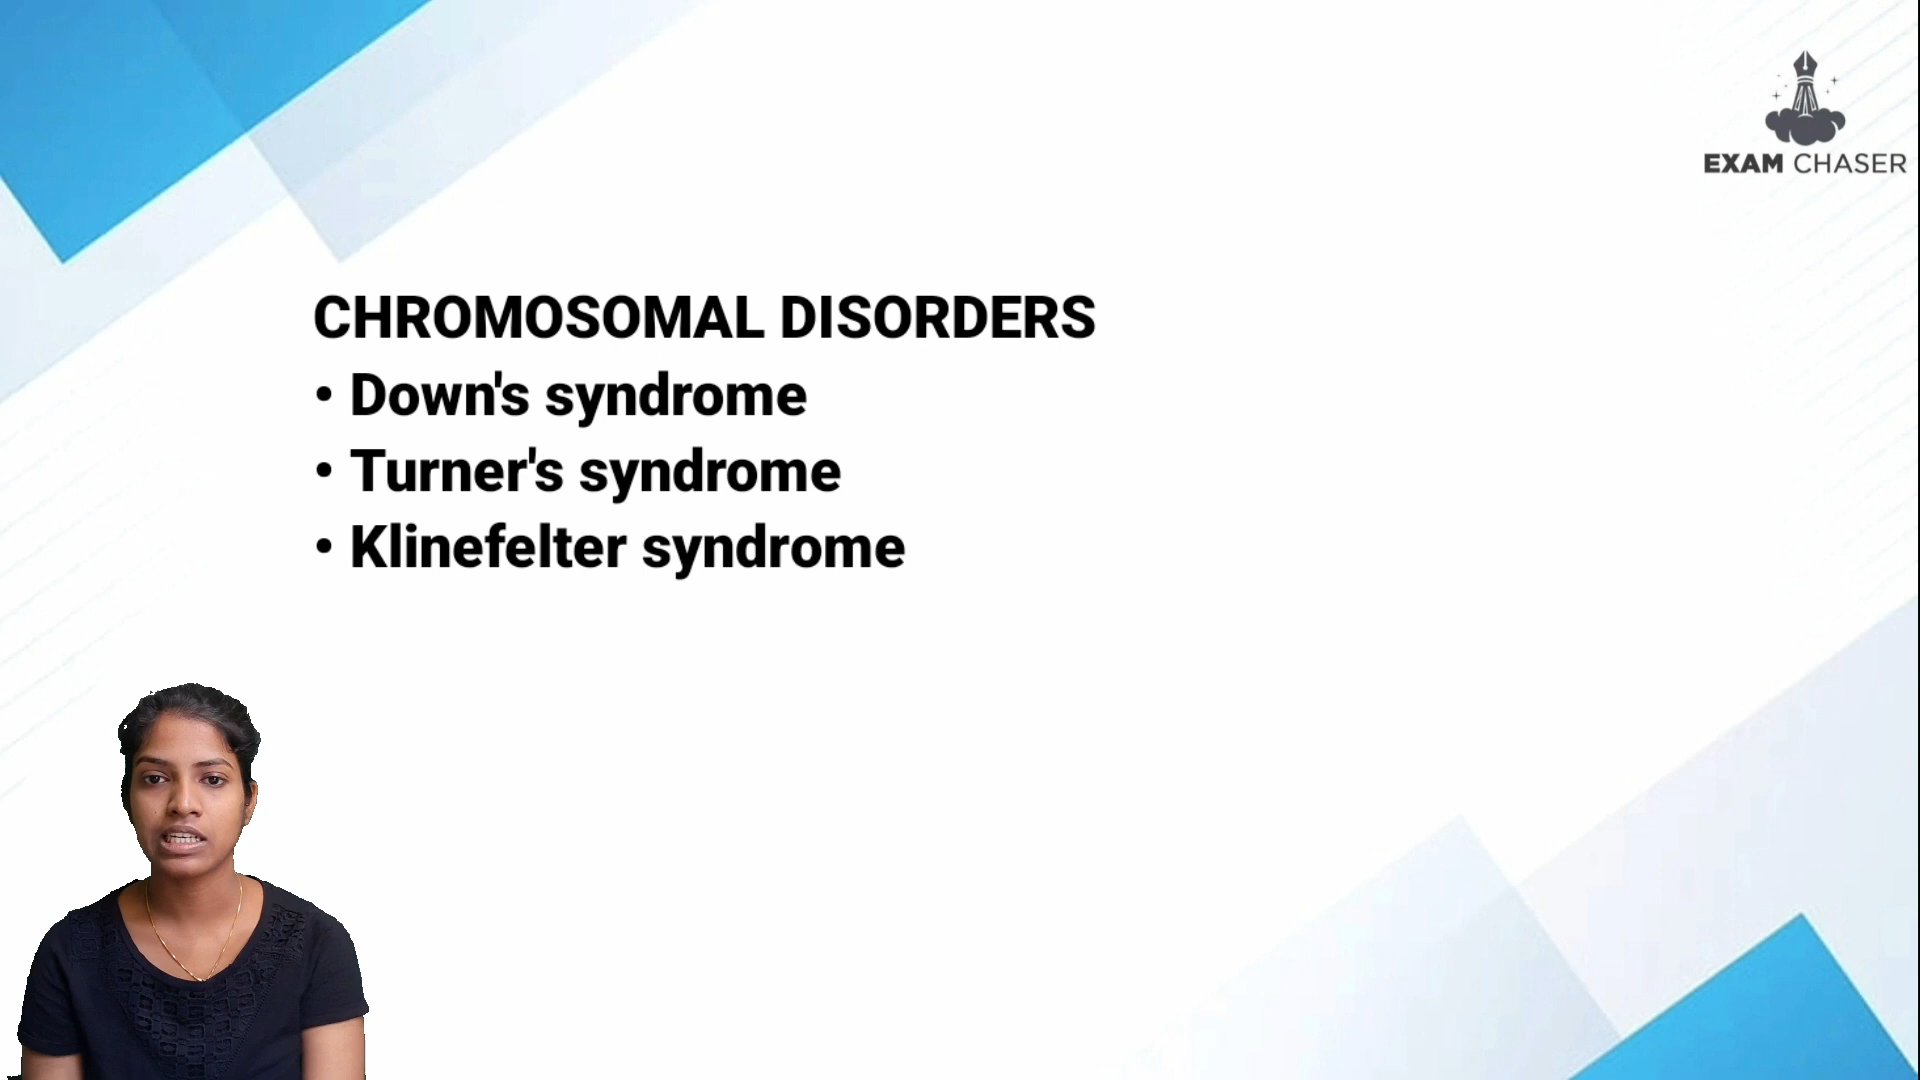 EXAM CHASER
CHROMOSOMAL DISORDERS
• Down's syndrome
• Turner's syndrome
• Klinefelter syndrome